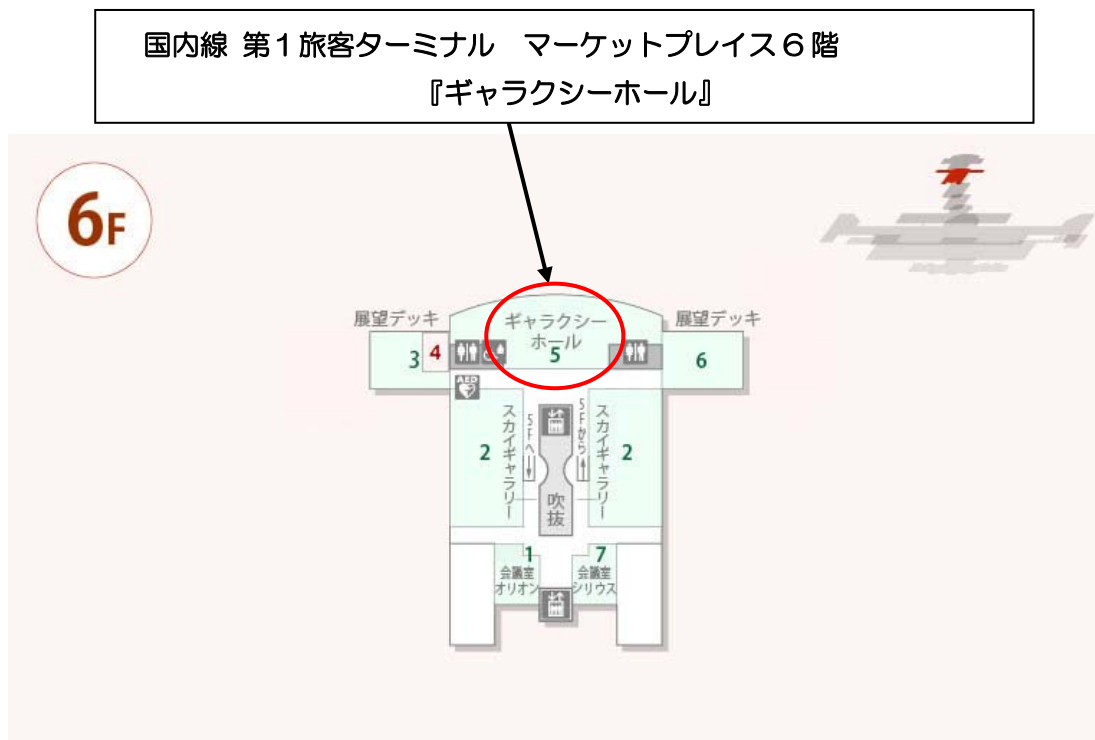 国内線 第１旅客ターミナル　マーケットプレイス６階
『ギャラクシーホール』
6F
展望デッキ
ギャラクシー
ホール
展望デッキ
3
4
5
6
AED
2
スカイギャラリー
5Fへ
5Fから
スカイギャラリー
2
吹抜
1
会議室
オリオン
7
会議室
シリウス